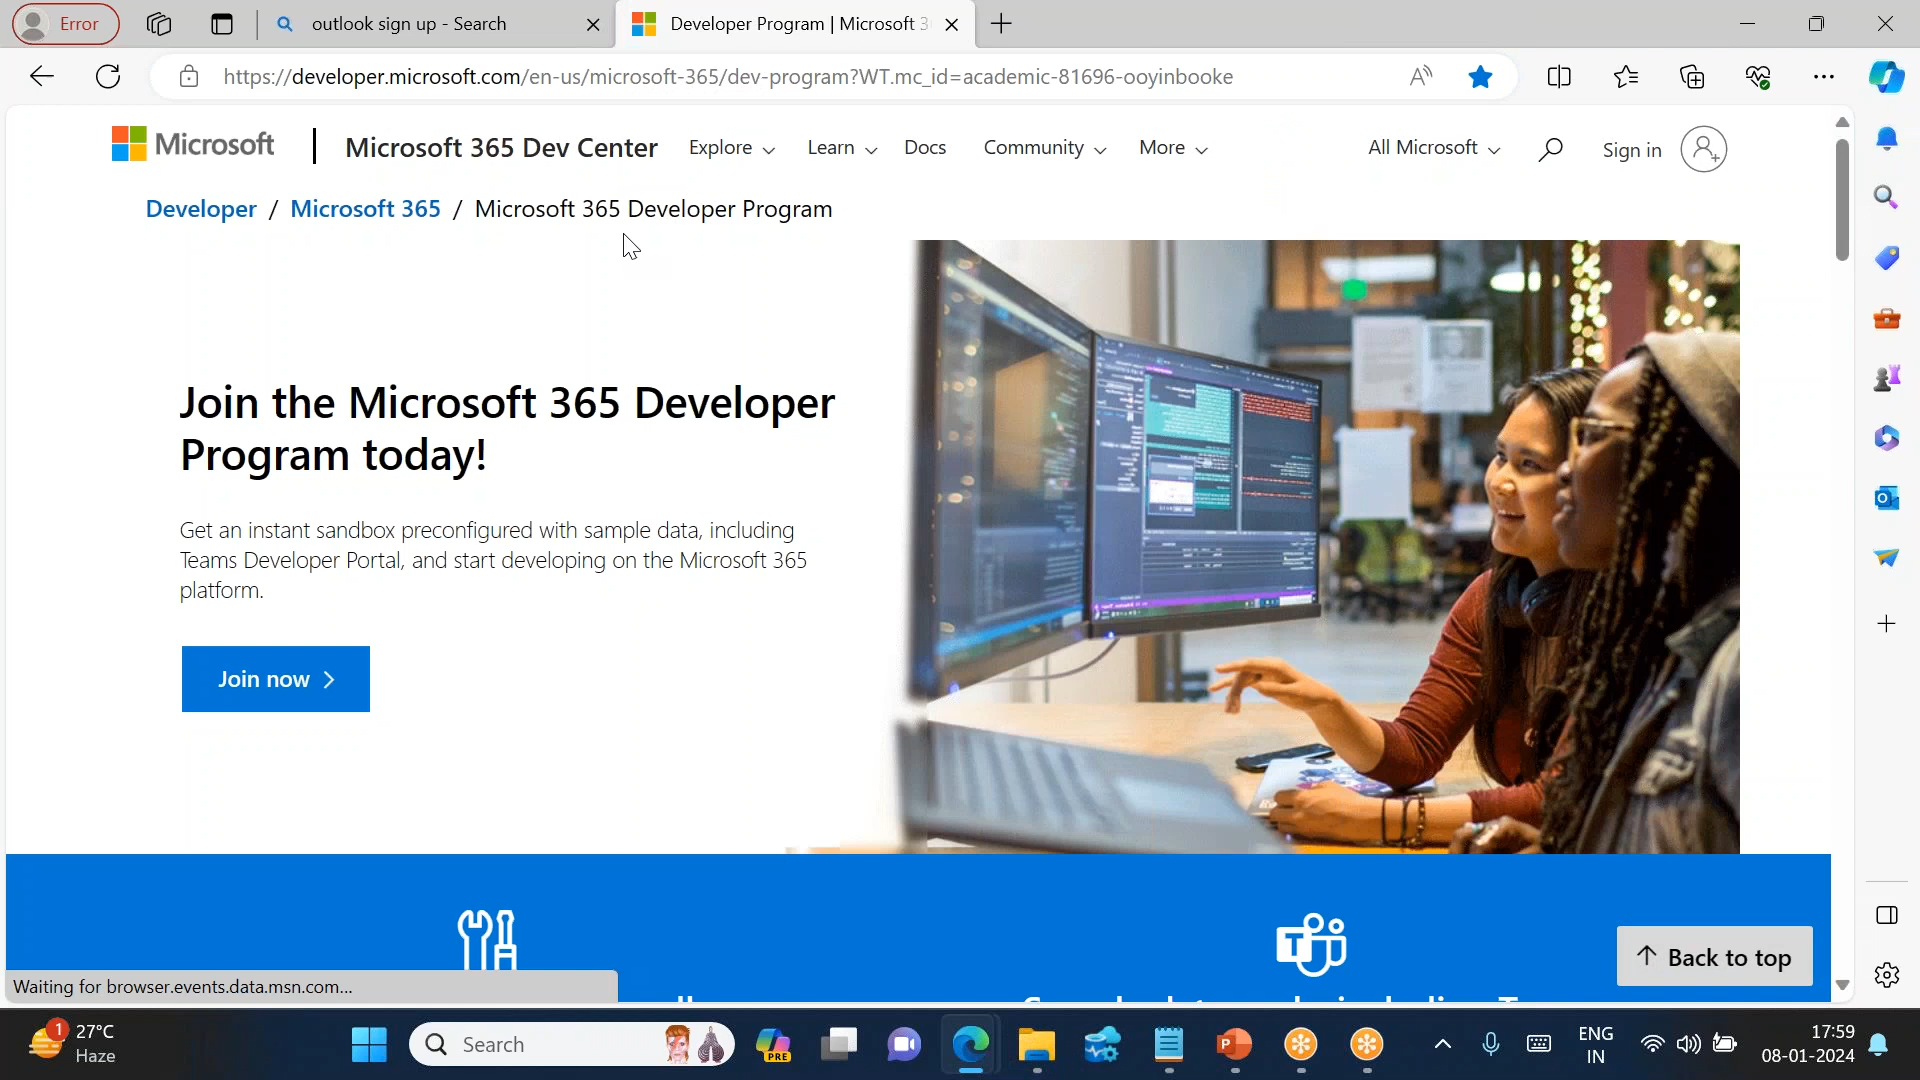 Error
outlook sign up - Search
Developer Program | Microsoft 3
https://developer.microsoft.com/en-us/microsoft-365/dev-program?WT.mc_id=academic-81696-ooyinbooke
Microsoft
Microsoft 365 Dev Center
Explore
Learn
Docs
Community
More
All Microsoft
Sign in
Developer / Microsoft 365 / Microsoft 365 Developer Program
Join the Microsoft 365 Developer
Program today!
Get an instant sandbox preconfigured with sample data, including
Teams Developer Portal, and start developing on the Microsoft 365
platform.
Join now
Back to top
Waiting for browser.events.data.msn.com...
1
27°C
Haze
Search
PRE
ENG
IN
17:59
08-01-2024